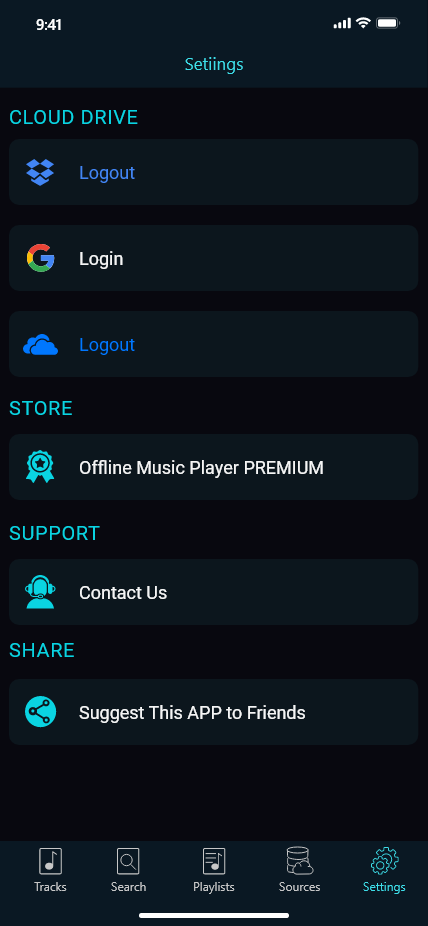 9:41
Setiings
CLOUD DRIVE
Logout
Login
Logout
STORE
Offline Music Player PREMIUM
SUPPORT
Contact Us
SHARE
Suggest This APP to Friends
Tracks Search Playlists Sources Settings